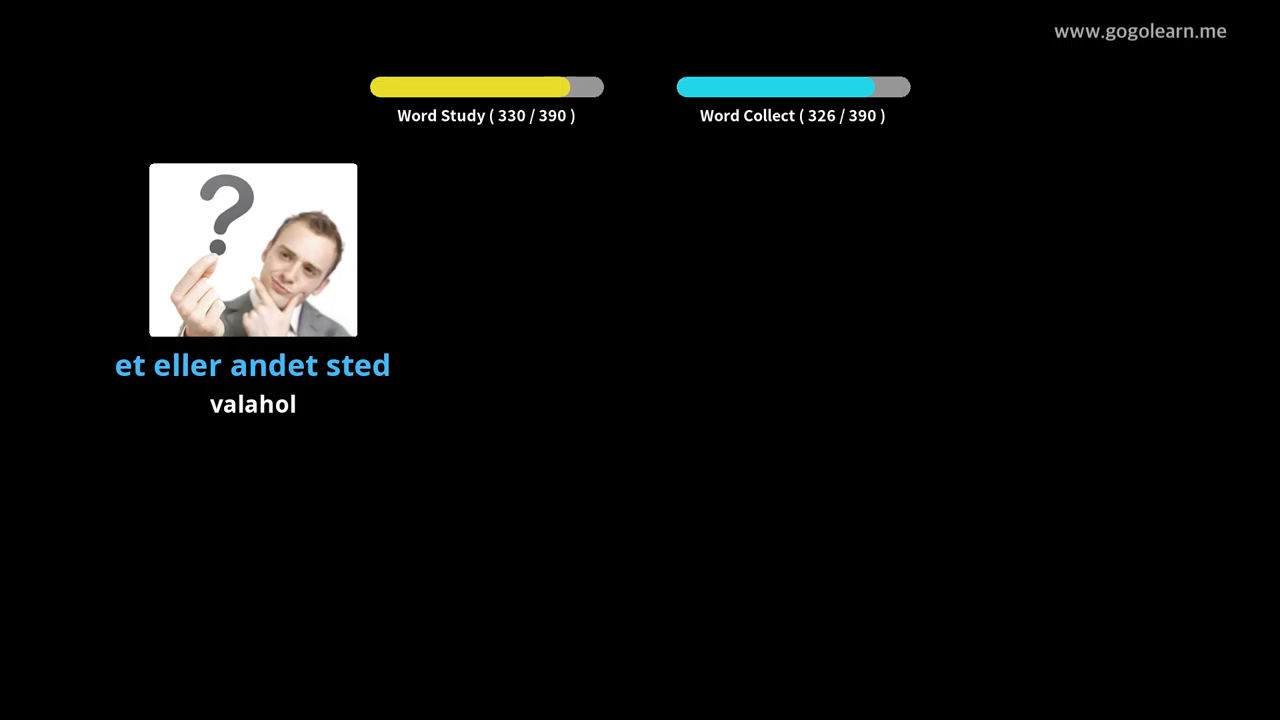 www.gogolearn.me
Word Study ( 330 / 390 )
Word Collect ( 326 / 390 )
?
et eller andet sted
valahol